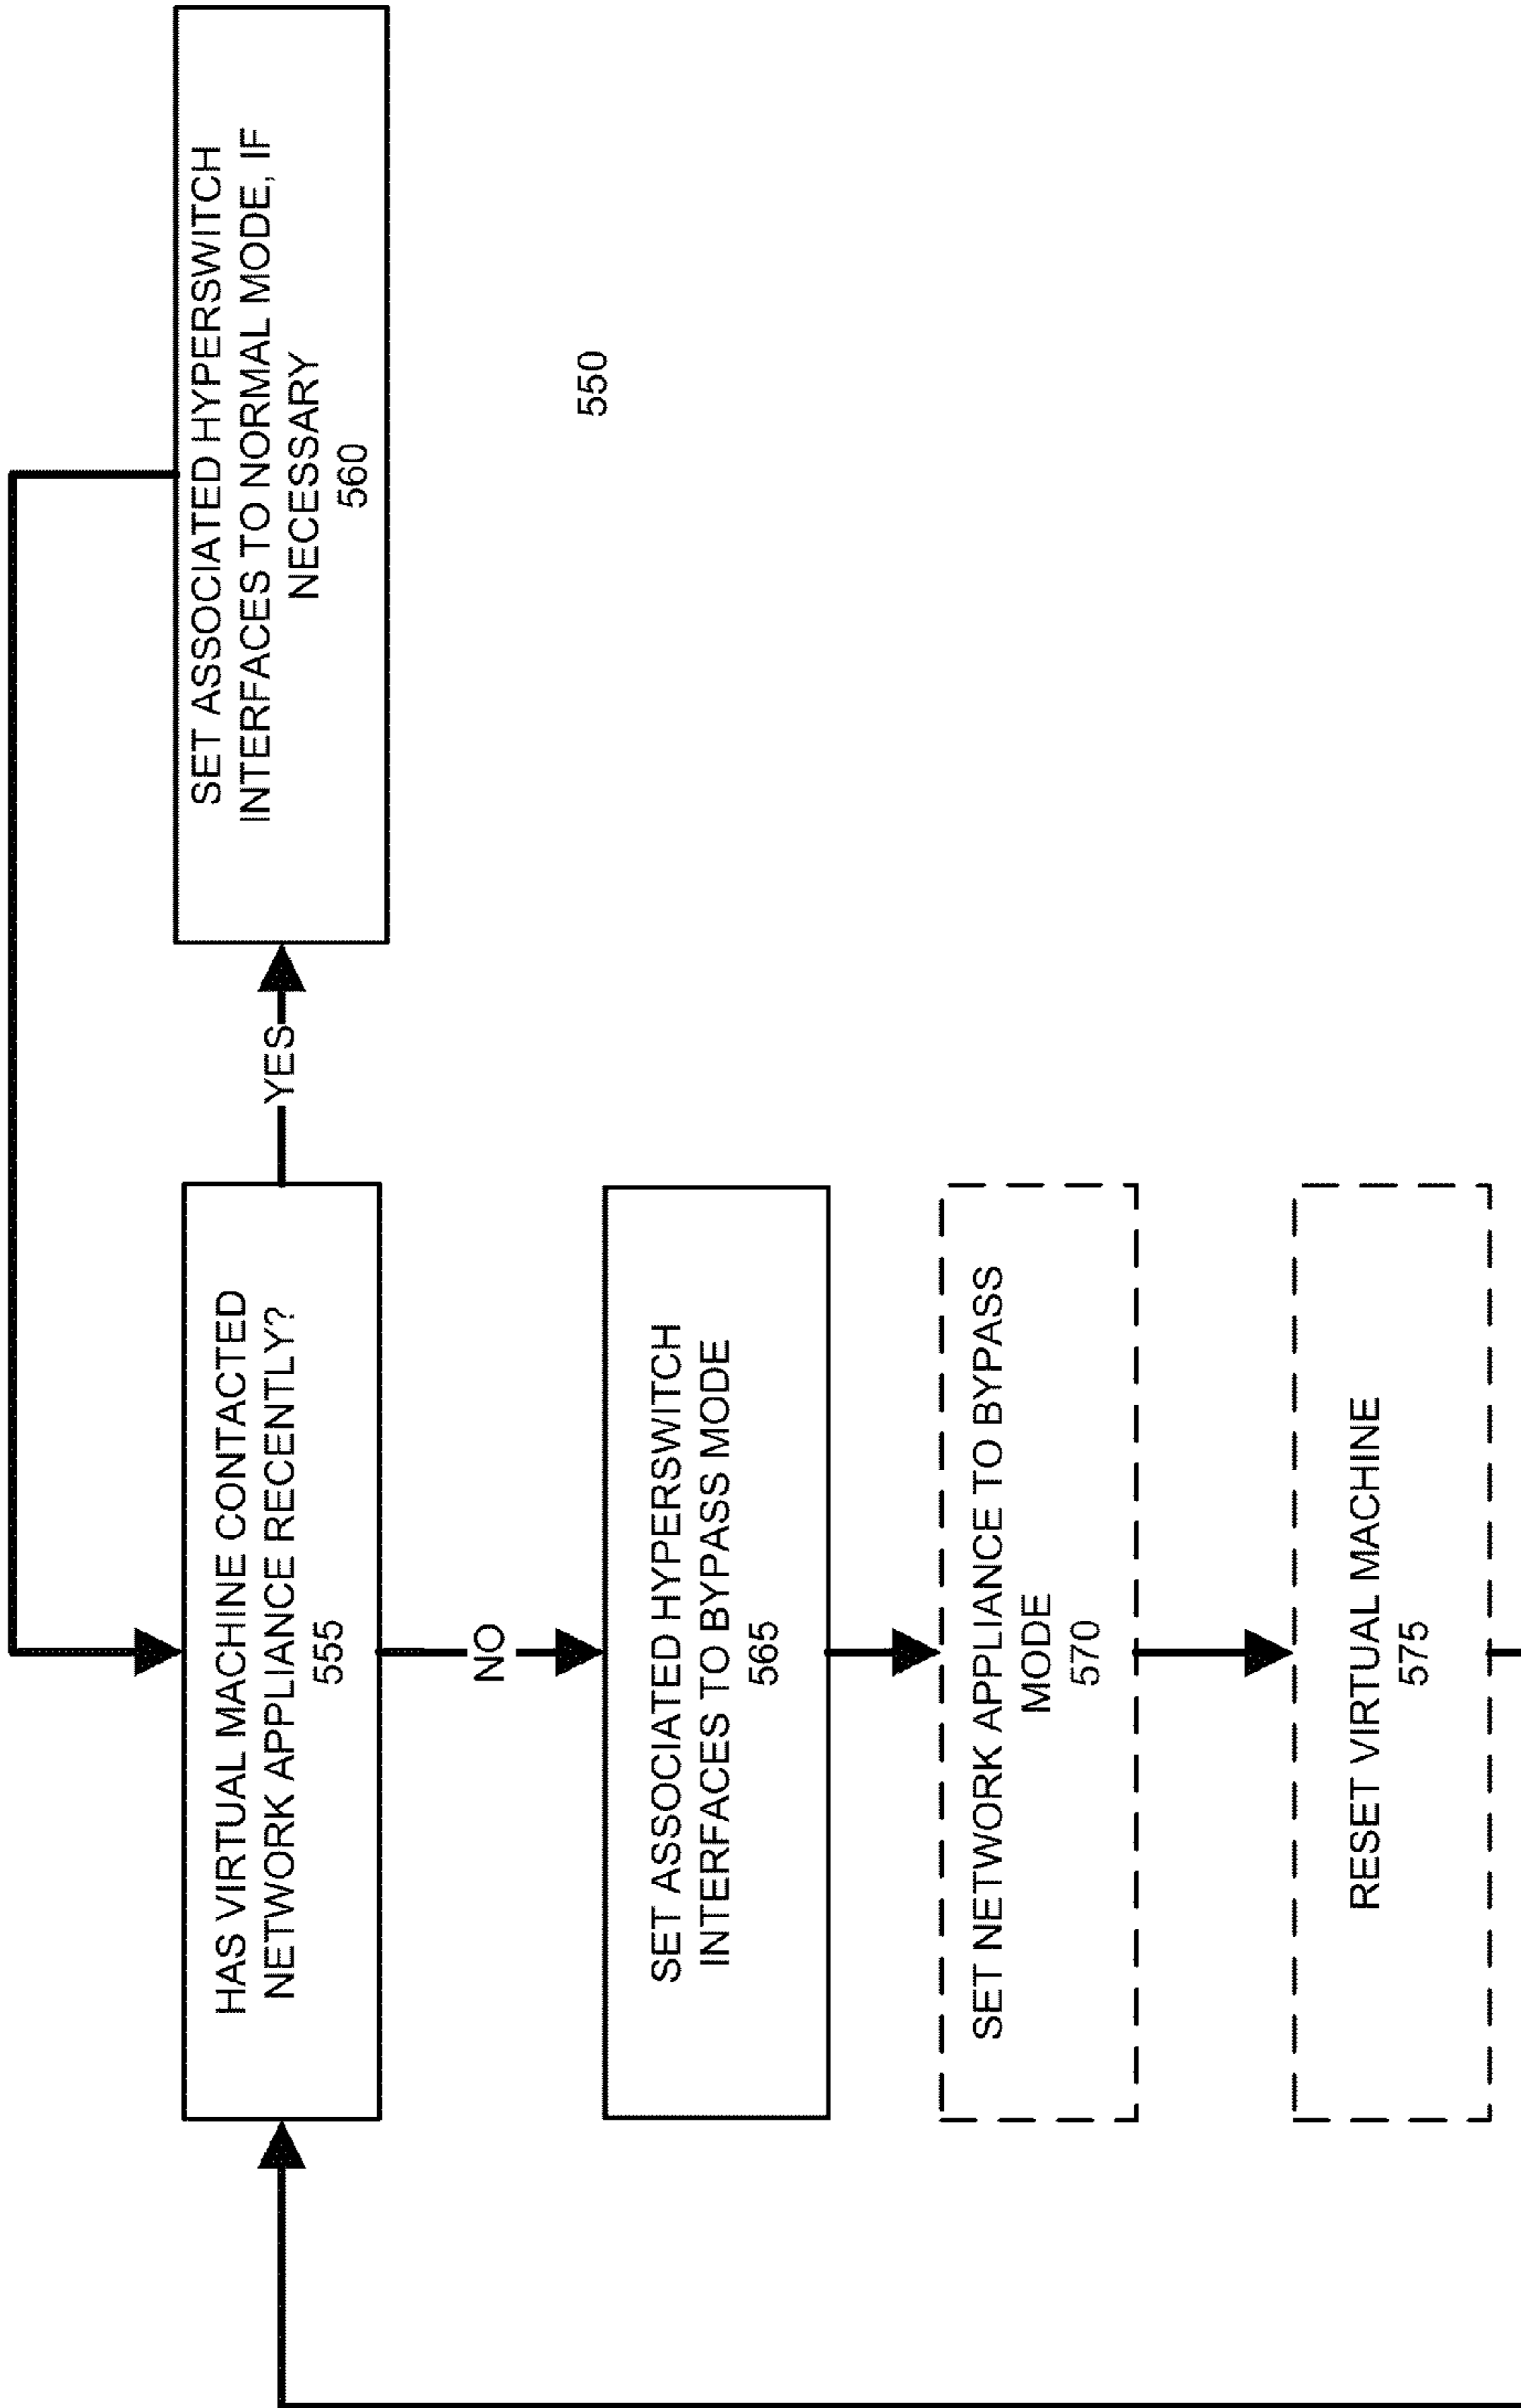 HAS VIRTUAL MACHINE CONTACTED
NETWORK APPLIANCE RECENTLY?
555
YES
SET ASSOCIATED HYPERSWITCH
INTERFACES TO NORMAL MODE, IF
NECESSARY
560
NO
550
SET ASSOCIATED HYPERSWITCH
INTERFACES TO BYPASS MODE
565
SET NETWORK APPLIANCE TO BYPASS
MODE
570
RESET VIRTUAL MACHINE
575